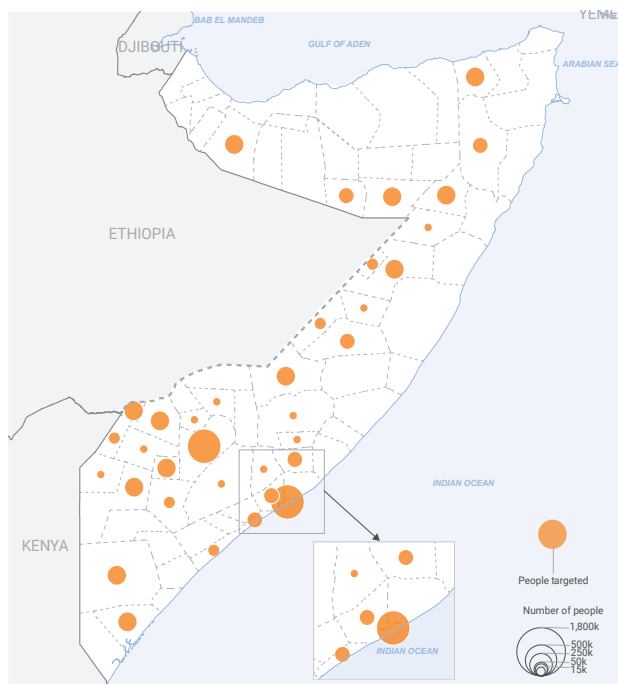 YEME
BAB EL MANDEB
DJIBOUTI
GULF OF ADEN
ARABIAN SEA
ETHIOPIA
INDIAN OCEAN
KENYA
People targeted
Number of people
1,800k
500k
250k
50k
15k
INDIAN OCEAN